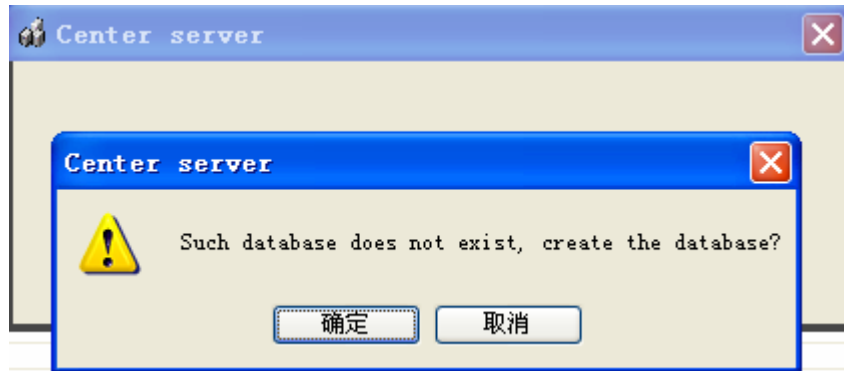 Center server
Center server
Such database does not exist, create the database?
确定 取消